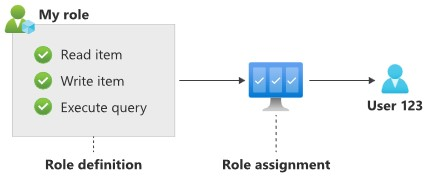 My role
Read item
Write item
Execute query
User 123
Role definition
Role assignment